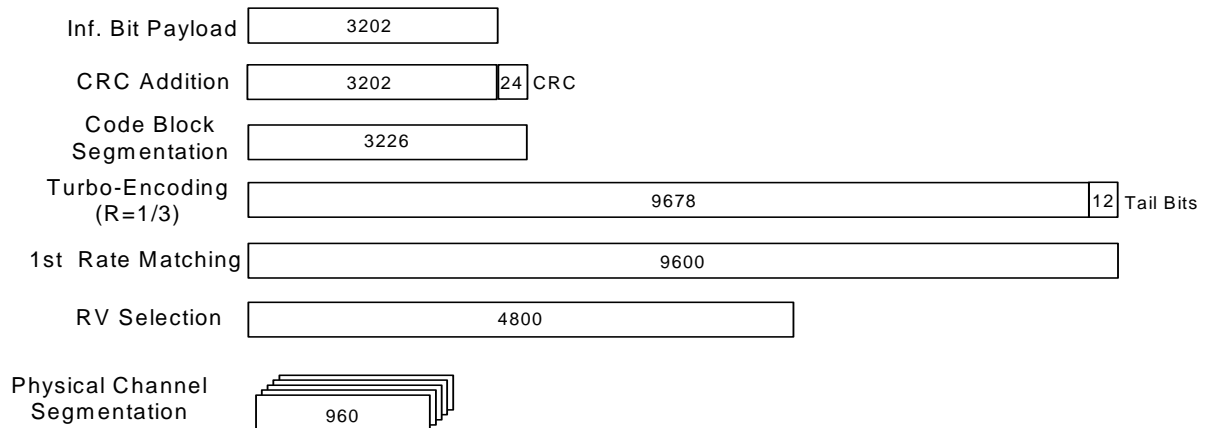 Inf. Bit Payload 3202
CRC Addition 3202 24 CRC
Code Block
Segmentation 3226
Turbo-Encoding
(R=1/3) 9678 12 Tail Bits
1st Rate Matching 9600
RV Selection 4800
Physical Channel
Segmentation 960